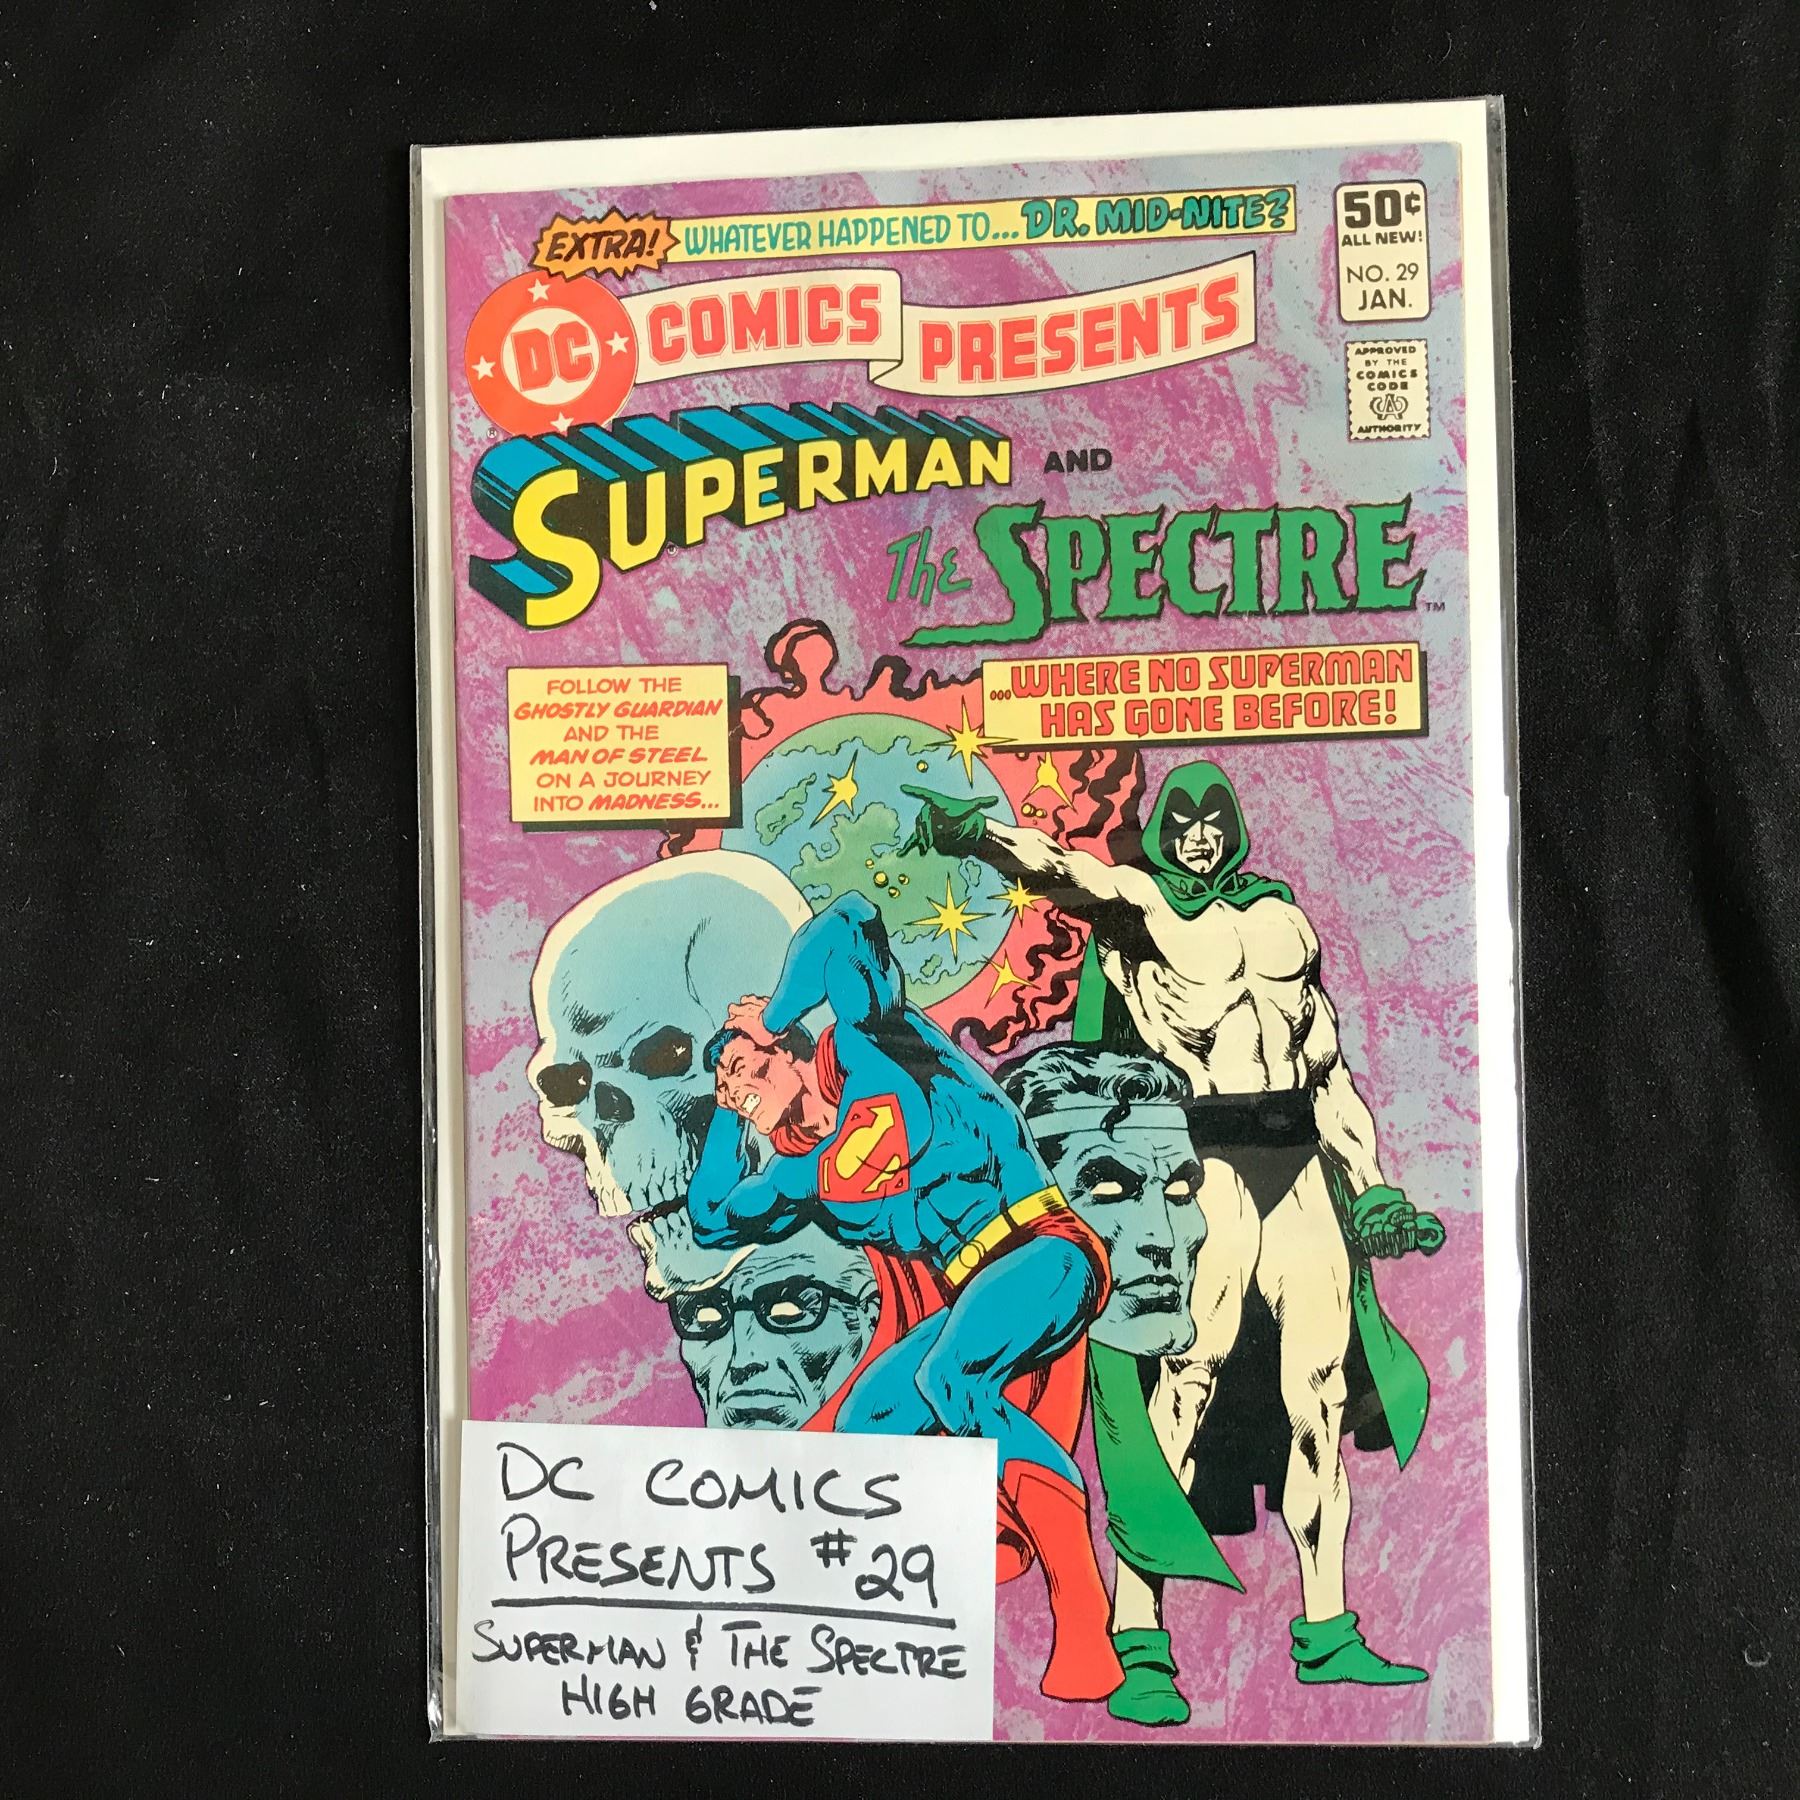 EXTRA! WHATEVER HAPPENED TO... DR. MID-NITE?
50¢
ALL NEW!
NO. 29
JAN.
DC COMICS PRESENTS
APPROVED
BY THE
COMICS
CODE
CA
AUTHORITY
SUPERMAN AND
The SPECTRE™
FOLLOW THE
GHOSTLY GUARDIAN
AND THE
MAN OF STEEL
ON A JOURNEY
INTO MADNESS...
...WHERE NO SUPERMAN
HAS GONE BEFORE!
S
DC COMICS
PRESENTS #29
SUPERMAN & THE SPECTRE
HIGH GRADE